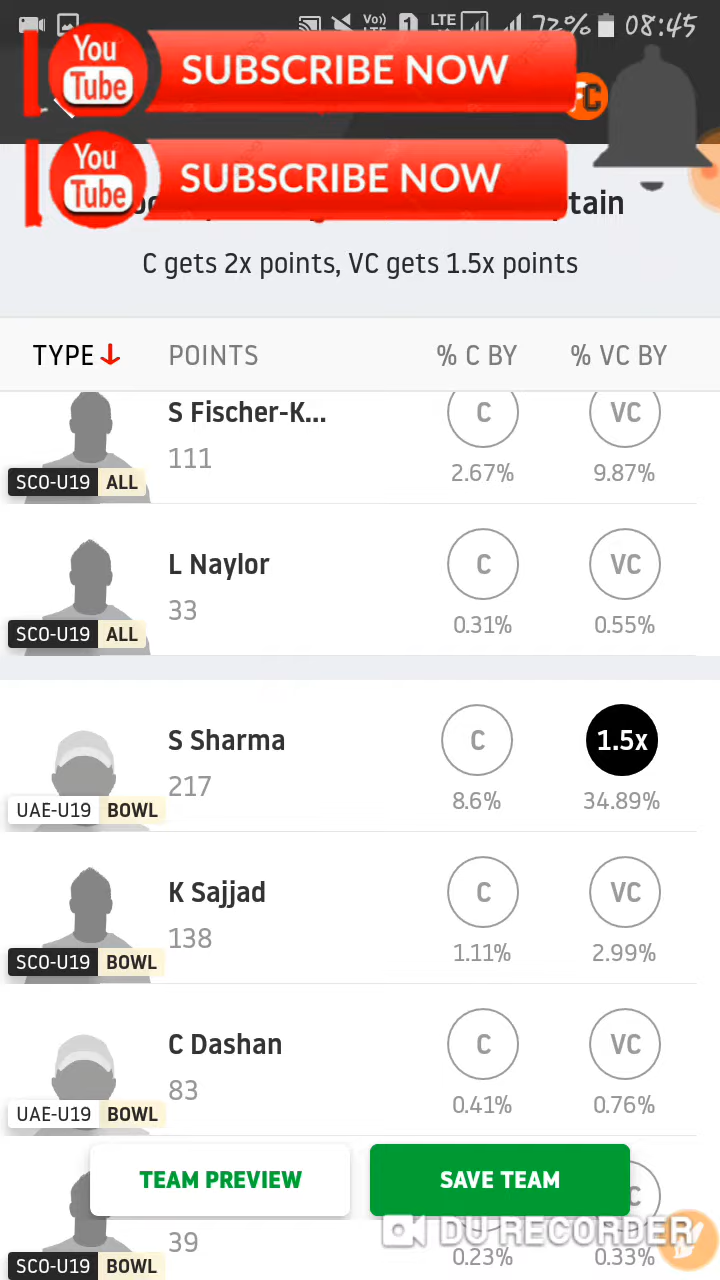 Vo)) LTE 1 LTE 72% 08:45
You Tube SUBSCRIBE NOW
You Tube SUBSCRIBE NOW
tain
C gets 2x points, VC gets 1.5x points
TYPE POINTS % C BY % VC BY
S Fischer-K... C VC
111 2.67% 9.87%
SCO-U19 ALL
L Naylor C VC
33 0.31% 0.55%
SCO-U19 ALL
S Sharma C 1.5x
217 8.6% 34.89%
UAE-U19 BOWL
K Sajjad C VC
138 1.11% 2.99%
SCO-U19 BOWL
C Dashan C VC
83 0.41% 0.76%
UAE-U19 BOWL
TEAM PREVIEW SAVE TEAM
DU RECORDER
39 0.23% 0.33%
SCO-U19 BOWL